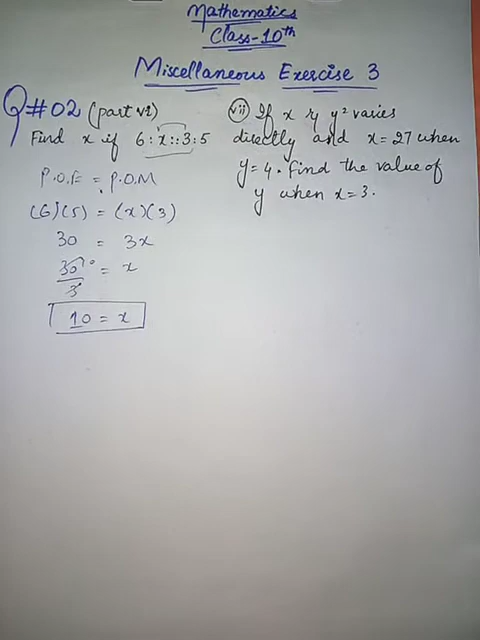 Mathematics
Class-10th
Miscellaneous Exercise 3
Q#02 (part vi)
Find x if 6:x::3:5
P.O.E = P.O.M
(6)(5) = (x)(3)
30 = 3x
30/3 10 = x
10 = x
(vii) If x & y² varies
directly and x=27 when
y=4. Find the value of
y when x=3.